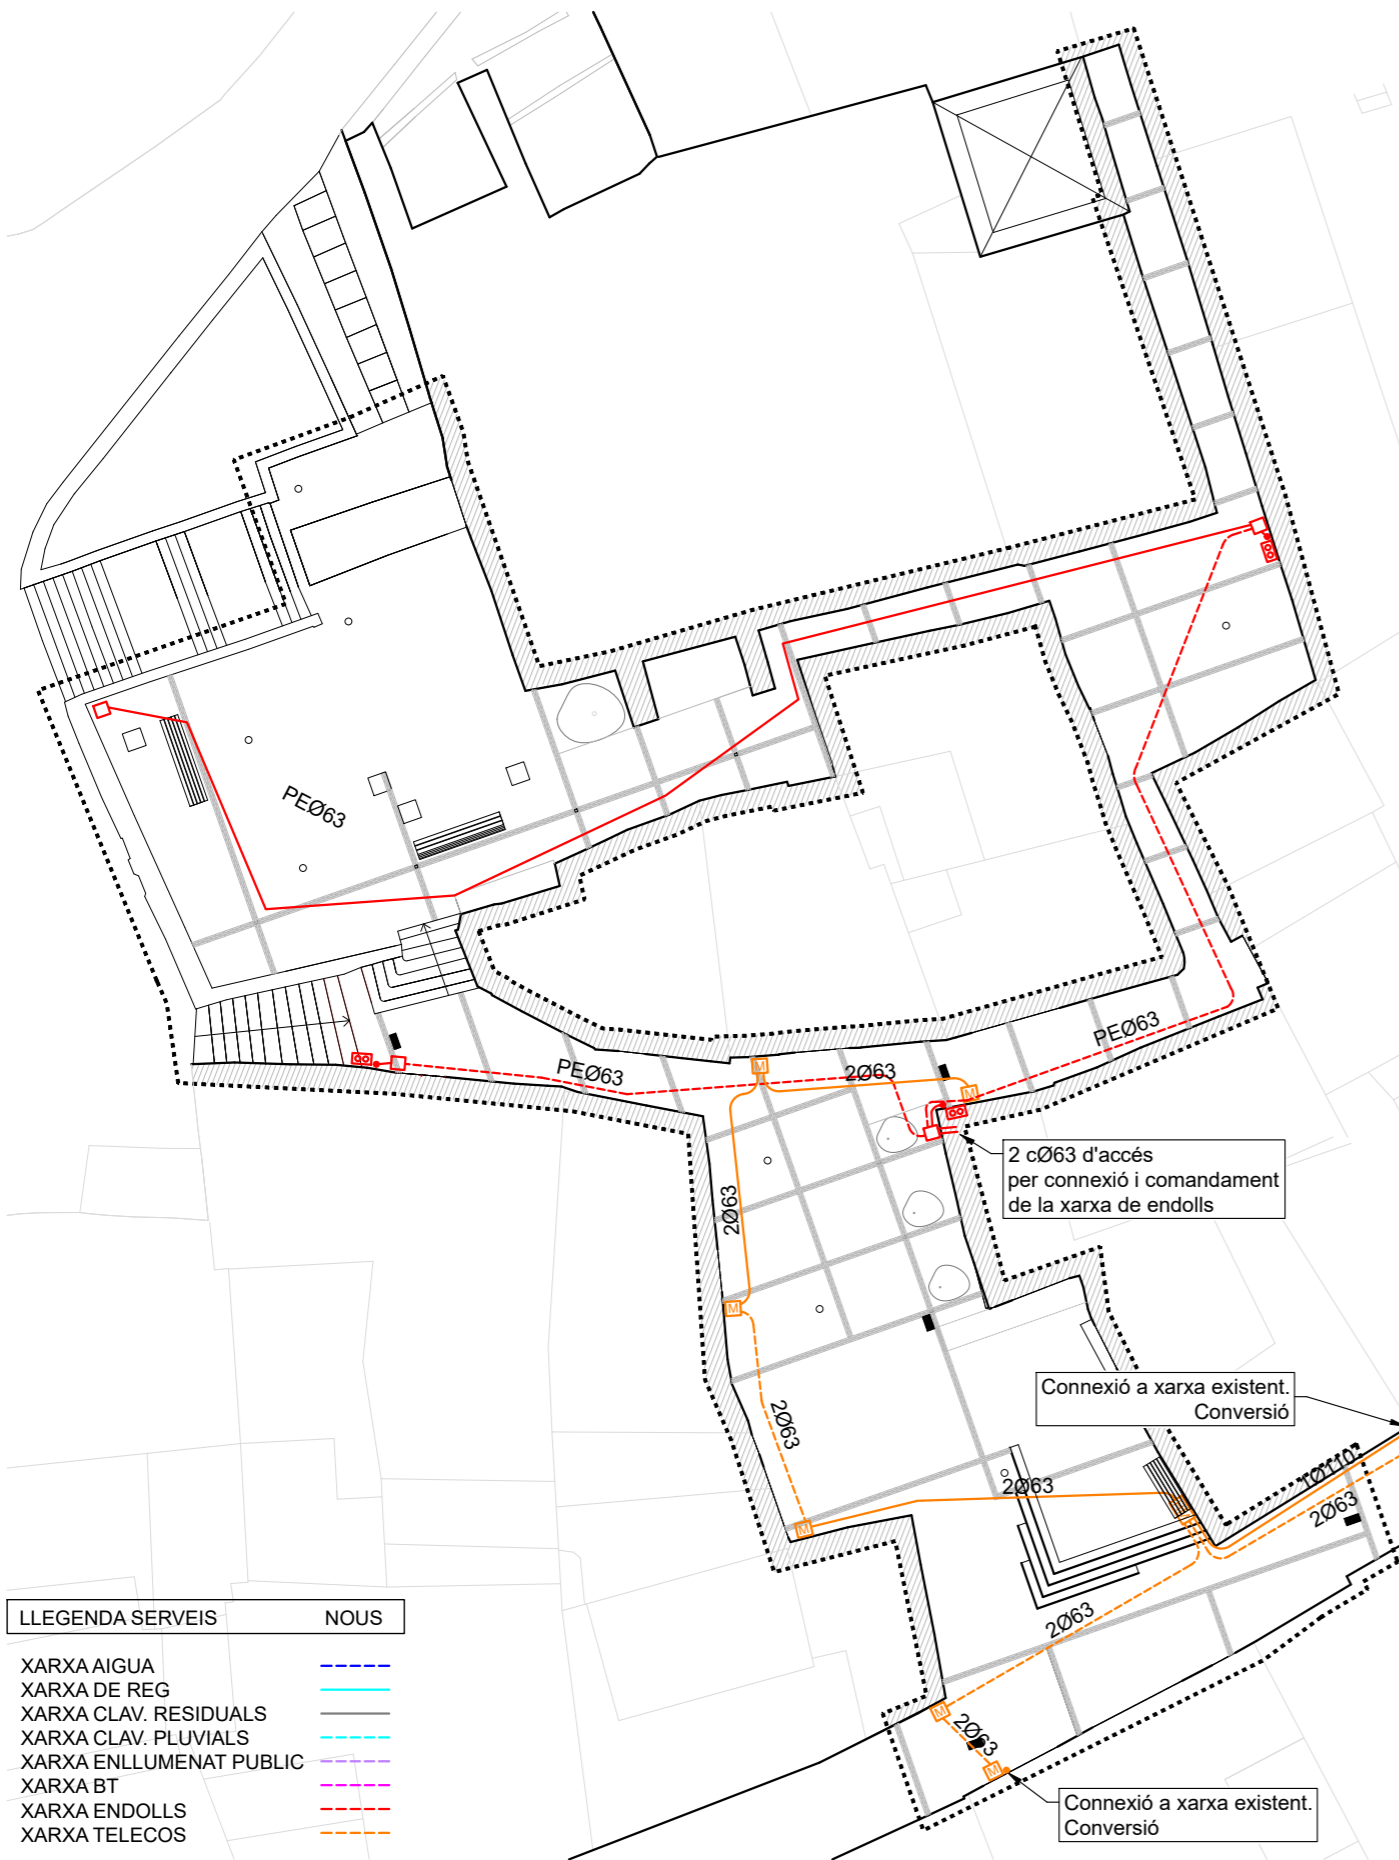 PEØ63
PEØ63
2Ø63
PEØ63
2 cØ63 d'accés
per connexió i comandament
de la xarxa de endolls
2Ø63
M
M
M
2Ø63
Connexió a xarxa existent.
Conversió
M
2Ø63
1Ø110
2Ø63
2Ø63
M
2Ø63
M
Connexió a xarxa existent.
Conversió
LLEGENDA SERVEIS NOUS
XARXA AIGUA
XARXA DE REG
XARXA CLAV. RESIDUALS
XARXA CLAV. PLUVIALS
XARXA ENLLUMENAT PUBLIC
XARXA BT
XARXA ENDOLLS
XARXA TELECOS